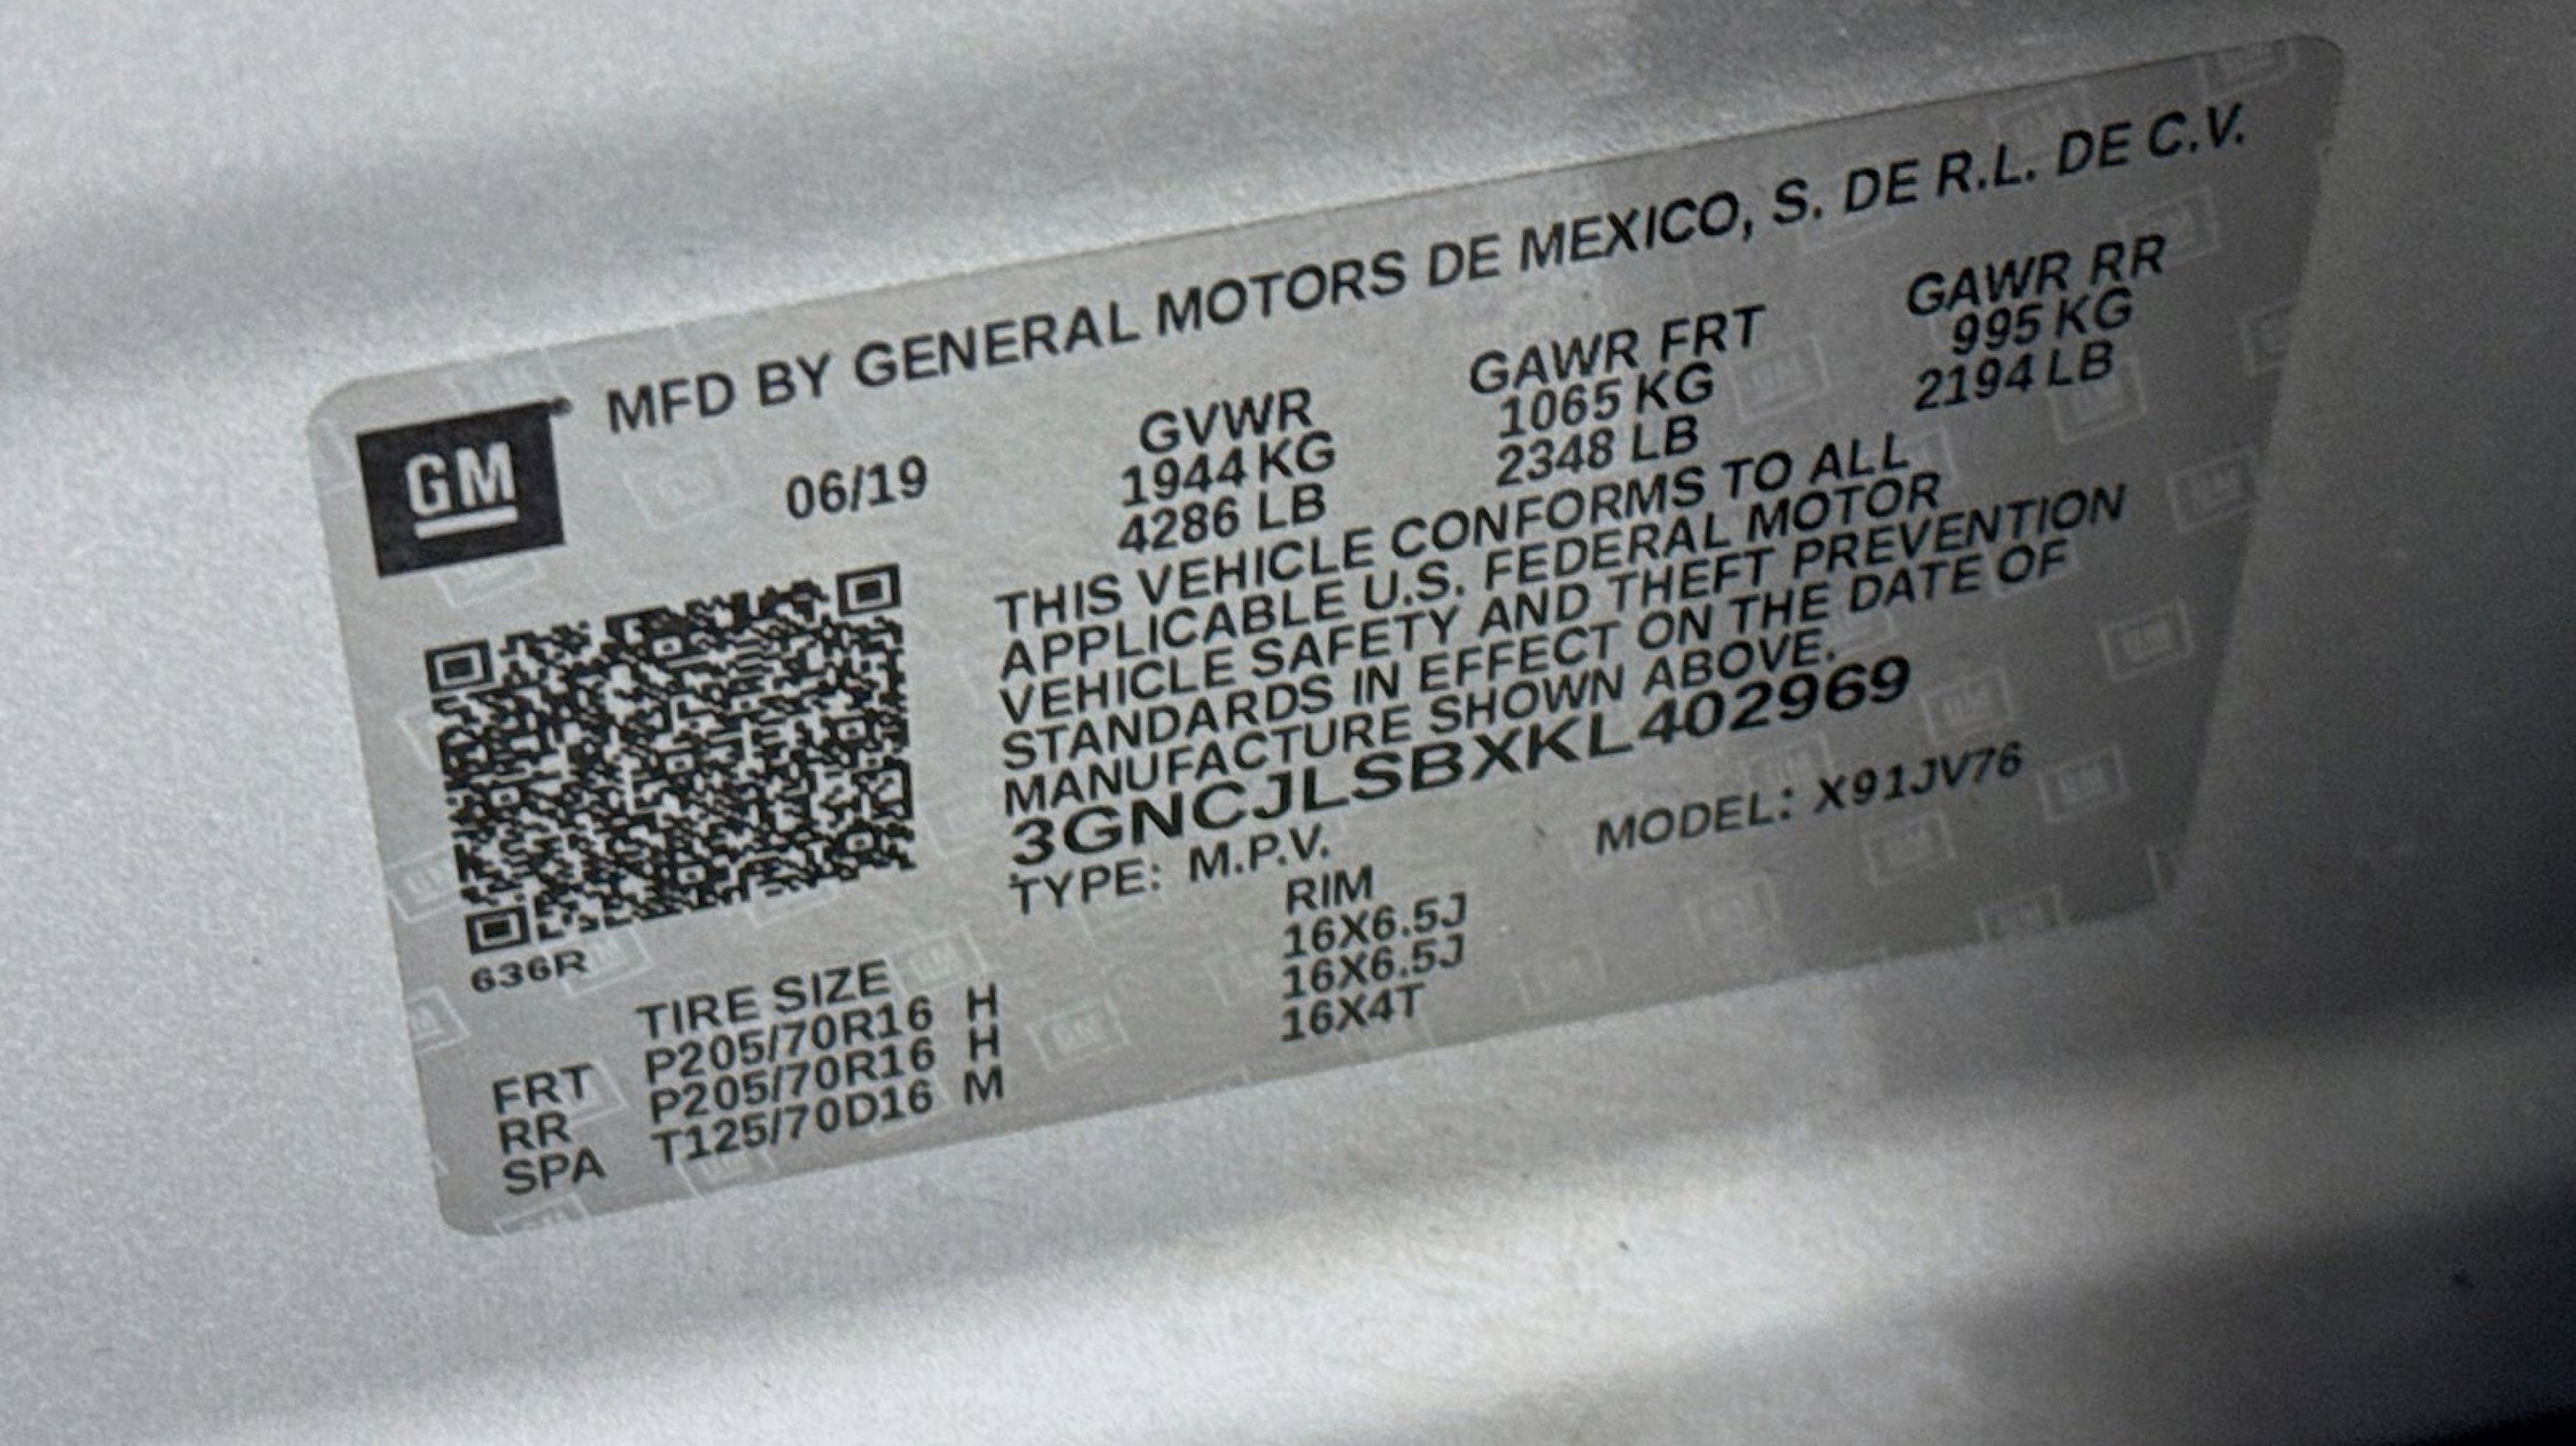 GM
MFD BY GENERAL MOTORS DE MEXICO, S. DE R.L. DE C.V.
06/19
GVWR
1944 KG
4286 LB
GAWR FRT
1065 KG
2348 LB
GAWR RR
995 KG
2194 LB
THIS VEHICLE CONFORMS TO ALL
APPLICABLE U.S. FEDERAL MOTOR
VEHICLE SAFETY AND THEFT PREVENTION
STANDARDS IN EFFECT ON THE DATE OF
MANUFACTURE SHOWN ABOVE.
3GNCJLSBXKL402969
TYPE: M.P.V. MODEL: X91JV76
636R
TIRE SIZE RIM
FRT P205/70R16 H 16X6.5J
RR P205/70R16 H 16X6.5J
SPA T125/70D16 M 16X4T